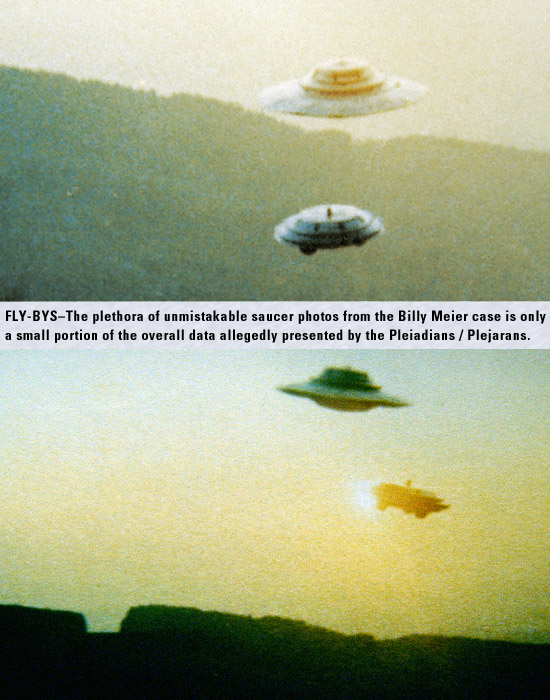 FLY-BYS–The plethora of unmistakable saucer photos from the Billy Meier case is only
a small portion of the overall data allegedly presented by the Pleiadians / Plejarans.